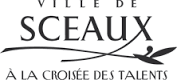 VILLE DE
SCEAUX
À LA CROISÉE DES TALENTS